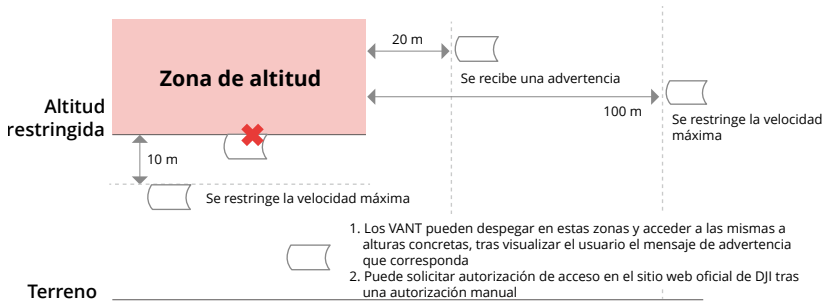 20 m
Zona de altitud
Se recibe una advertencia
Altitud
restringida
100 m
Se restringe la velocidad
máxima
10 m
Se restringe la velocidad máxima
1. Los VANT pueden despegar en estas zonas y acceder a las mismas a
alturas concretas, tras visualizar el usuario el mensaje de advertencia
que corresponda
2. Puede solicitar autorización de acceso en el sitio web oficial de DJI tras
una autorización manual
Terreno